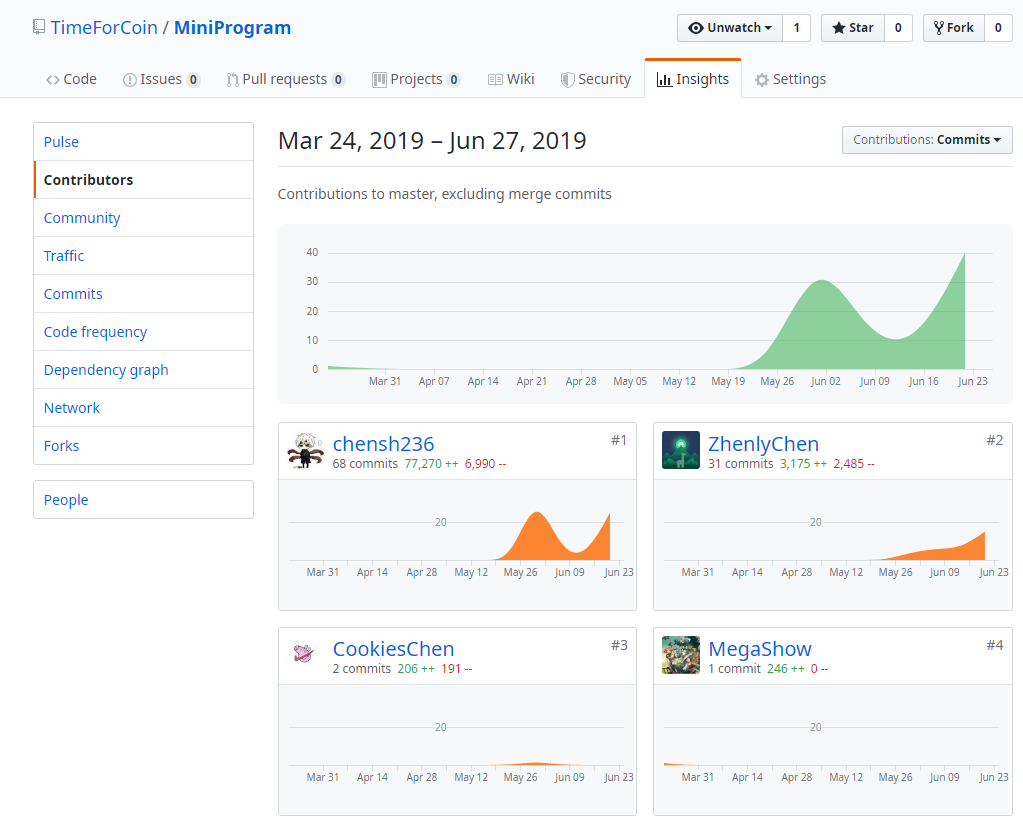 TimeForCoin / MiniProgram
Unwatch 1 Star 0 Fork 0
Code Issues 0 Pull requests 0 Projects 0 Wiki Security Insights Settings
Pulse
Contributors
Community
Traffic
Commits
Code frequency
Dependency graph
Network
Forks
People
Mar 24, 2019 – Jun 27, 2019
Contributions: Commits
Contributions to master, excluding merge commits
40
30
20
10
0
Mar 31 Apr 07 Apr 14 Apr 21 Apr 28 May 05 May 12 May 19 May 26 Jun 02 Jun 09 Jun 16 Jun 23
chensh236 #1
68 commits 77,270 ++ 6,990 --
20
Mar 31 Apr 14 Apr 28 May 12 May 26 Jun 09 Jun 23
ZhenlyChen #2
31 commits 3,175 ++ 2,485 --
20
Mar 31 Apr 14 Apr 28 May 12 May 26 Jun 09 Jun 23
CookiesChen #3
2 commits 206 ++ 191 --
20
Mar 31 Apr 14 Apr 28 May 12 May 26 Jun 09 Jun 23
MegaShow #4
1 commit 246 ++ 0 --
20
Mar 31 Apr 14 Apr 28 May 12 May 26 Jun 09 Jun 23